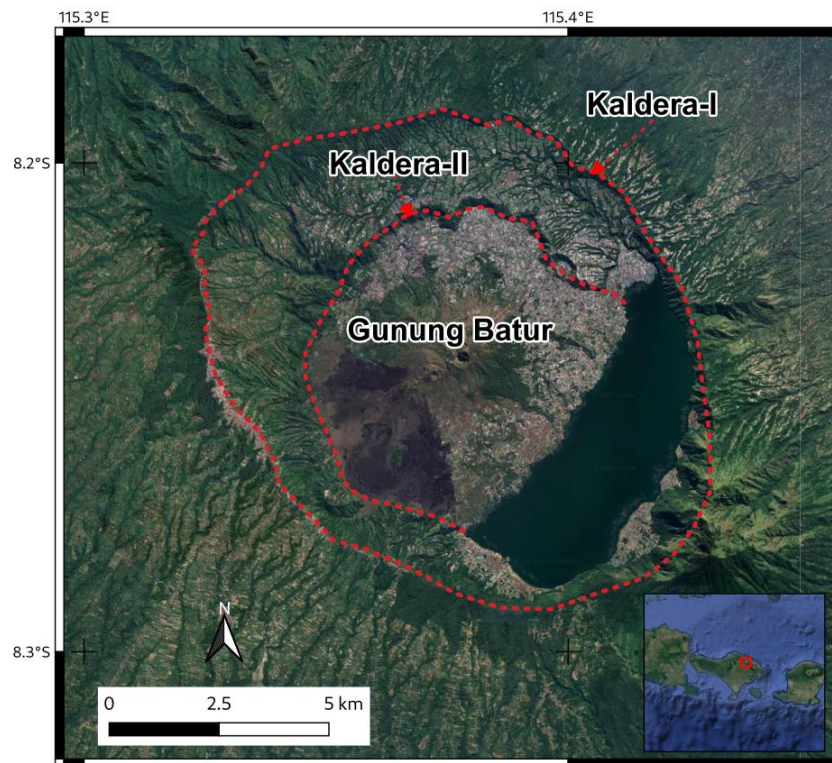 115.3°E
115.4°E
Kaldera-I
8.2°S
Kaldera-II
Gunung Batur
N
8.3°S
0 2.5 5 km